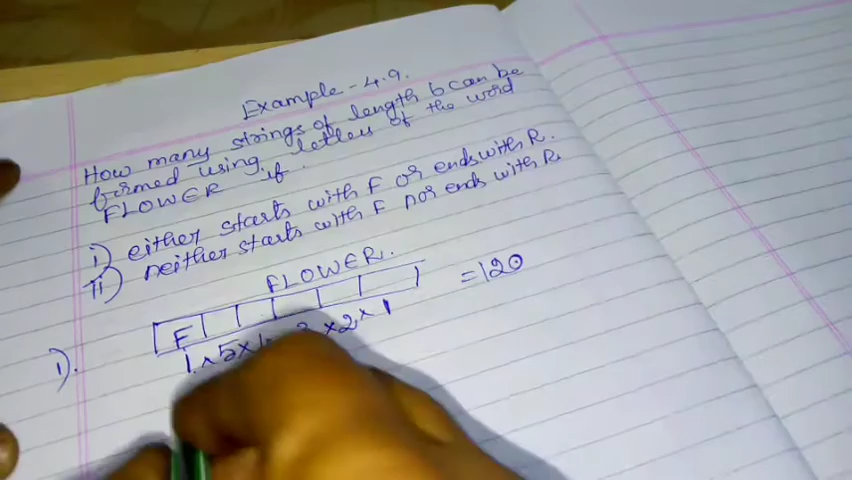 Example - 4.9.
How many strings of length 6 can be
formed using letters of the word
FLOWER if
i) either starts with F or ends with R.
ii) neither starts with F nor ends with R.
FLOWER.
i). F
= 120
1 × 5 × × 2 × 1